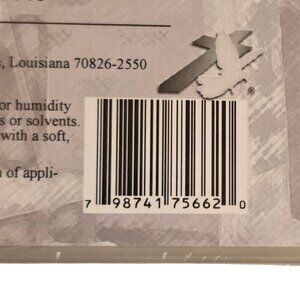 , Louisiana 70826-2550
or humidity
s or solvents.
with a soft,
n of appli-
®
7 98741 75662 0